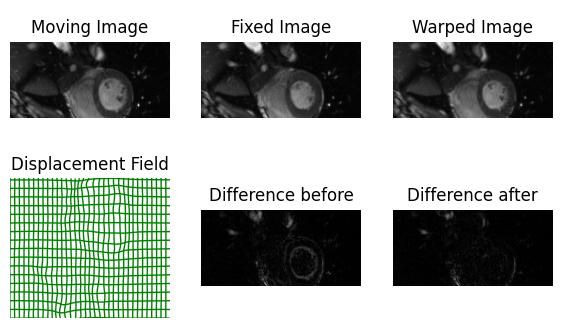 Moving Image
Fixed Image
Warped Image
Displacement Field
Difference before
Difference after